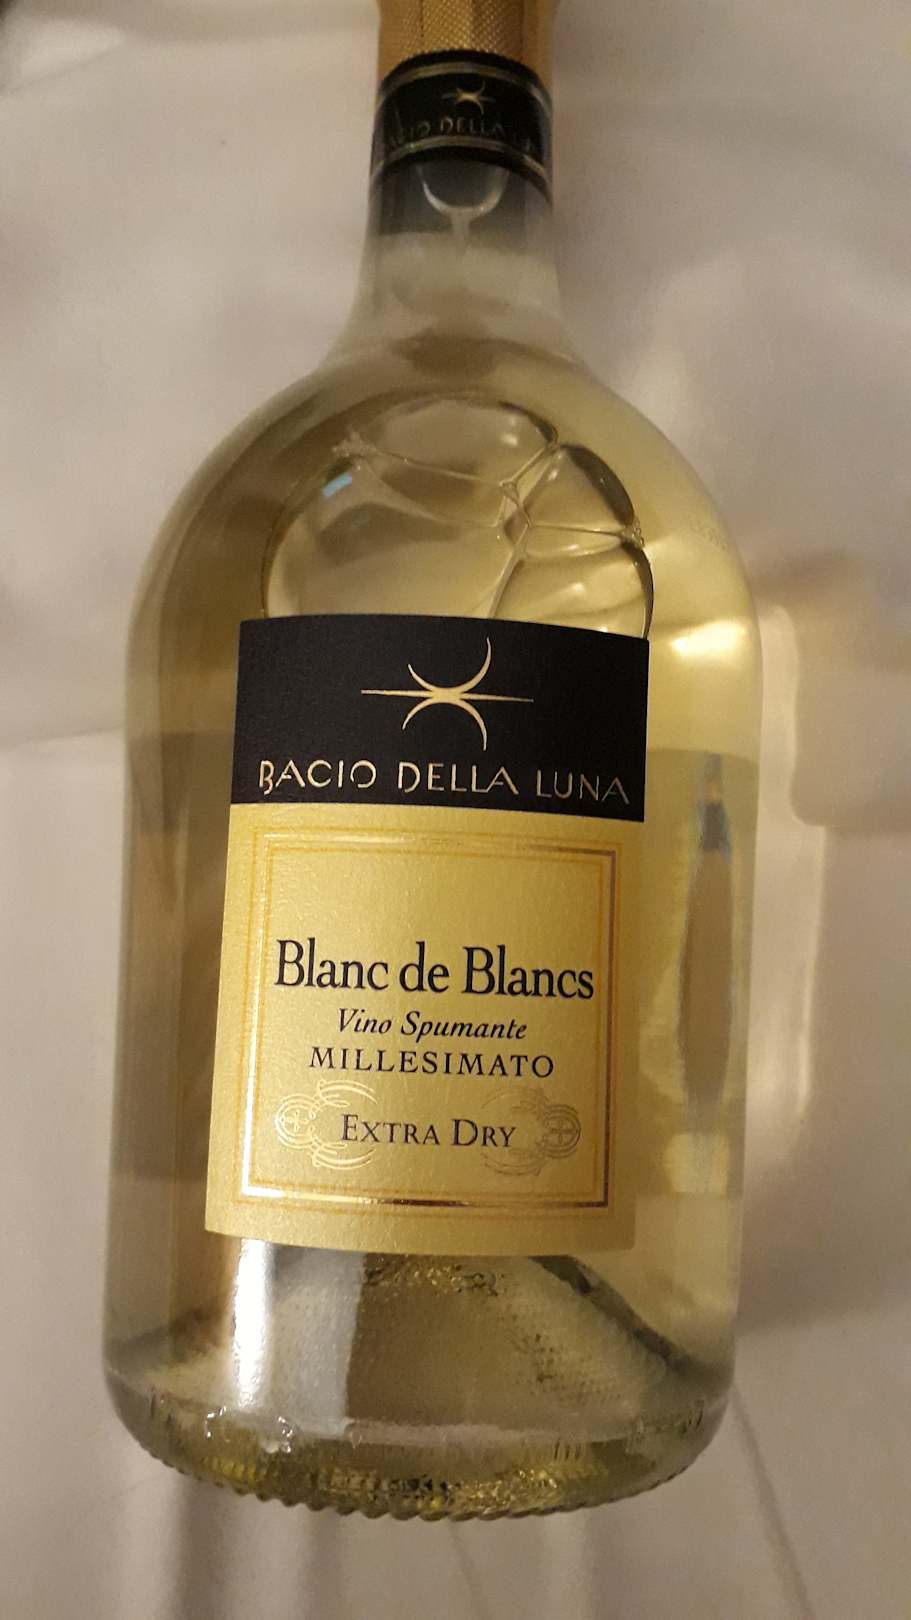 BACIO DELLA LUNA
BACIO DELLA LUNA
Blanc de Blancs
Vino Spumante
MILLESIMATO
EXTRA DRY